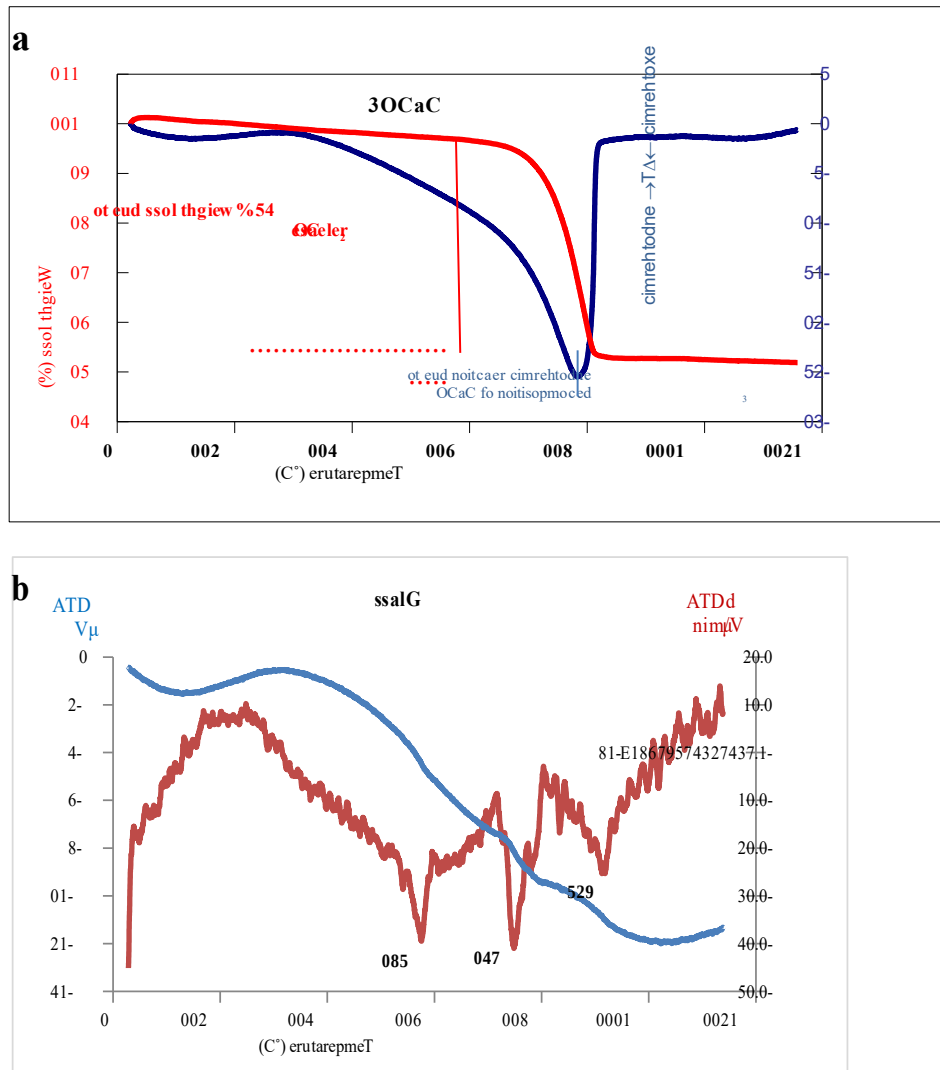 a
3OCaC
011
001
09
08
07
06
05
04
(%) ssol thgieW
ot eud ssol thgiew %54
5
0
5-
01-
51-
02-
52-
03-
cimrehtodne →TΔ← cimrehtoxe
ot eud noitcaer cimrehtodne
OCaC fo noitisopmoced
3
0 002 004 006 008 0001 0021
(C°) erutarepmeT
b
ssalG
ATD
Vµ
ATDd
nim/Vµ
0
2-
4-
6-
8-
01-
21-
41-
20.0
10.0
81-E18679574327437.1-
10.0-
20.0-
30.0-
40.0-
50.0-
529
085
047
0 002 004 006 008 0001 0021
(C°) erutarepmeT